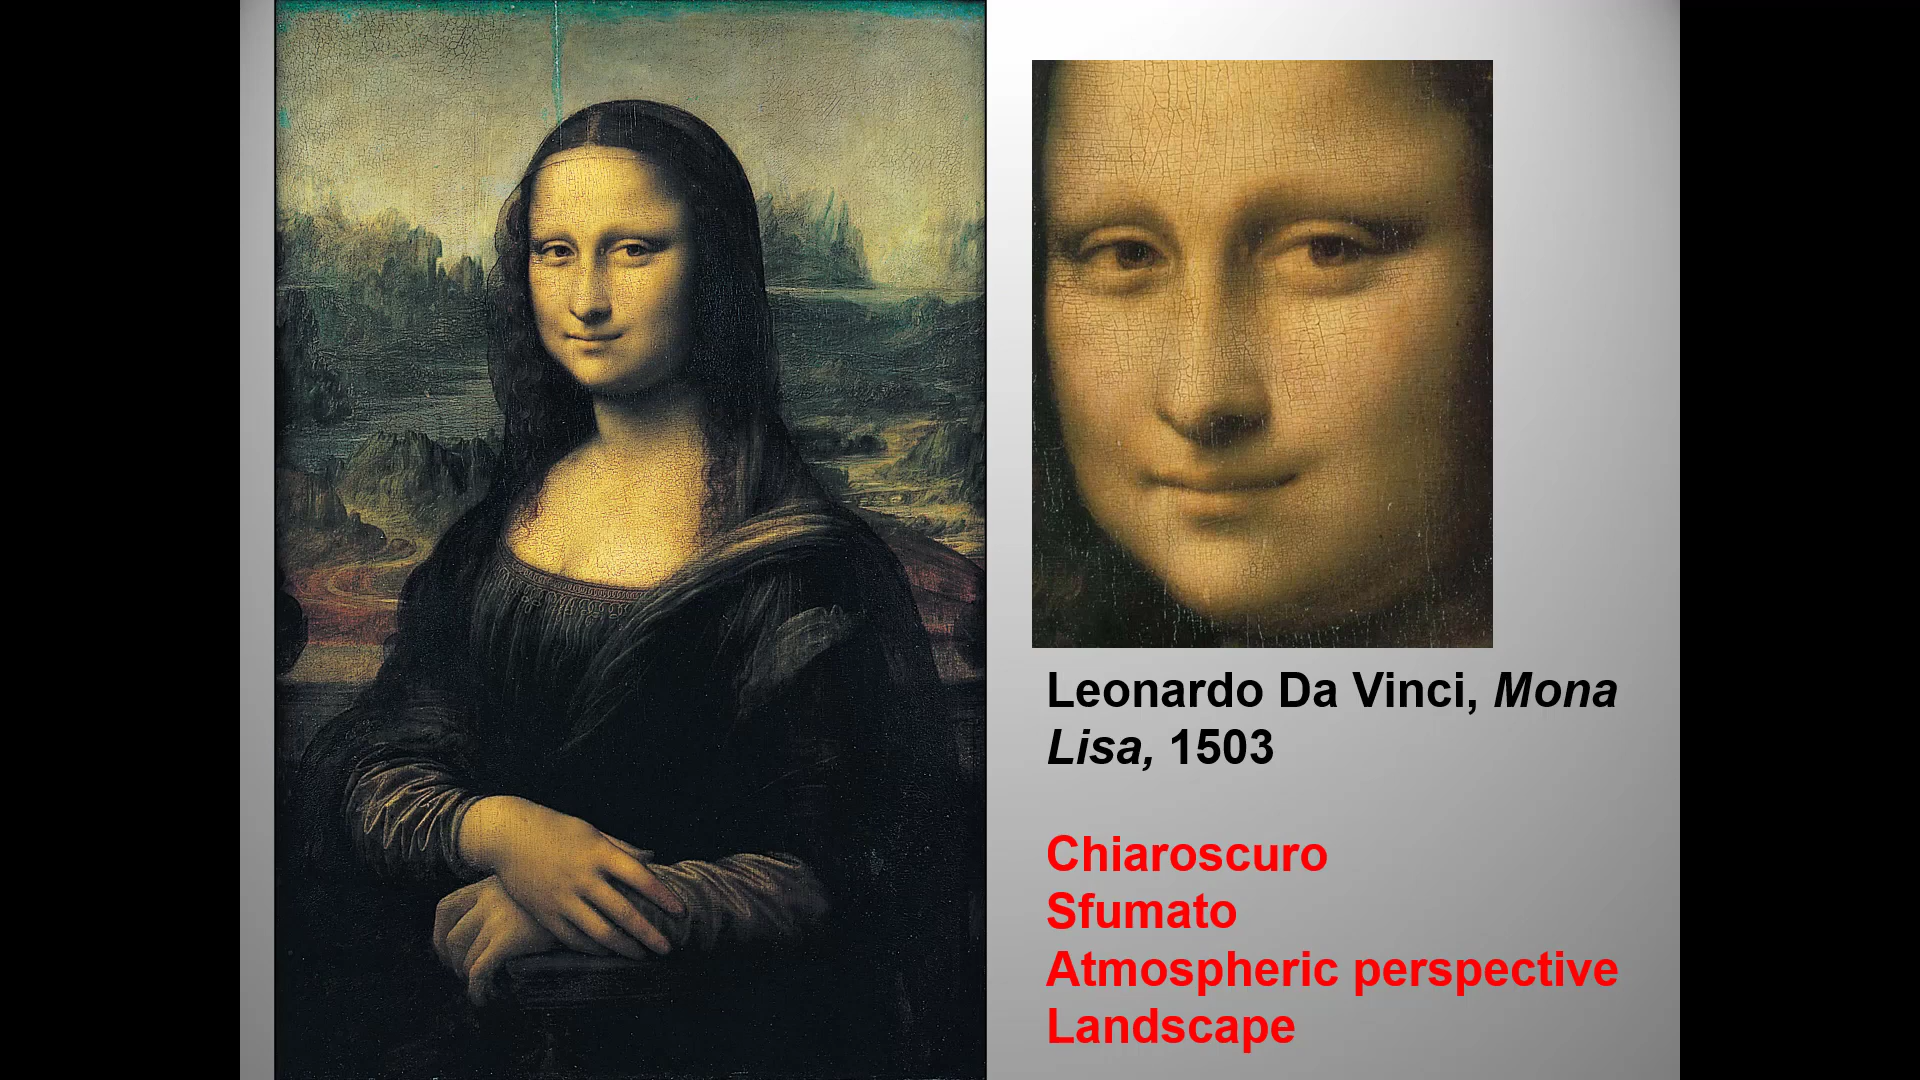 Leonardo Da Vinci, Mona
Lisa, 1503
Chiaroscuro
Sfumato
Atmospheric perspective
Landscape